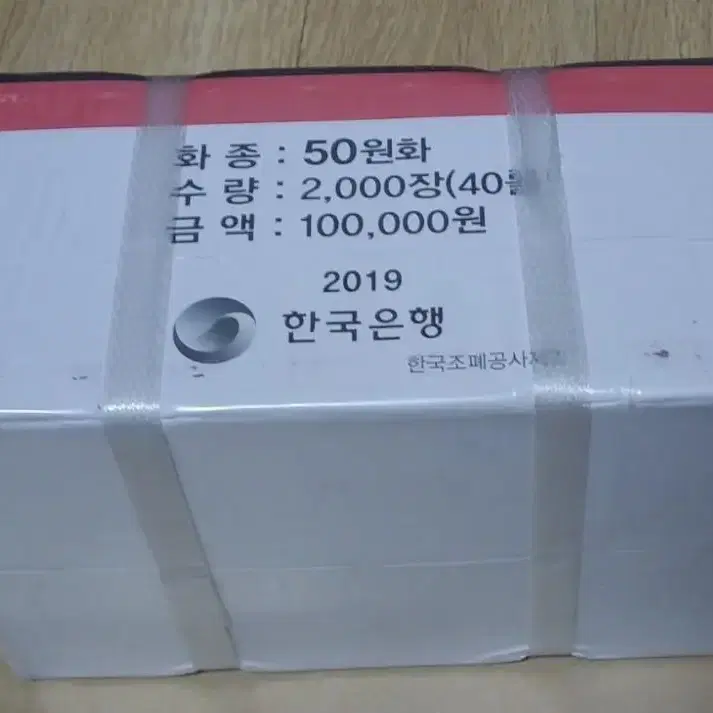 화 종 : 50원화
수 량 : 2,000장(40
금 액 : 100,000원
2019
한국은행
한국조폐공사